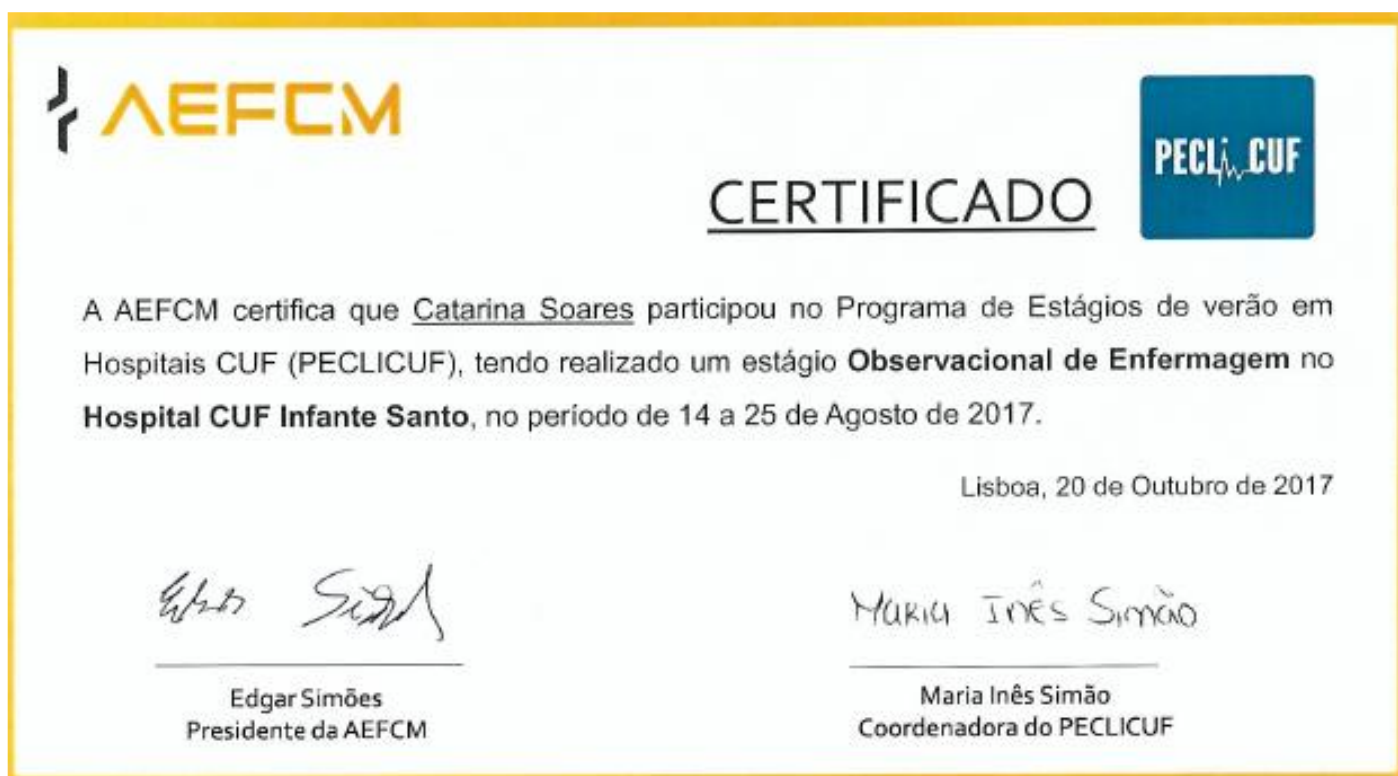 AEFCM
PECLiCUF
CERTIFICADO
A AEFCM certifica que Catarina Soares participou no Programa de Estágios de verão em
Hospitais CUF (PECLICUF), tendo realizado um estágio Observacional de Enfermagem no
Hospital CUF Infante Santo, no período de 14 a 25 de Agosto de 2017.
Lisboa, 20 de Outubro de 2017
Maria Inês Simão
Edgar Simões
Presidente da AEFCM
Maria Inês Simão
Coordenadora do PECLICUF